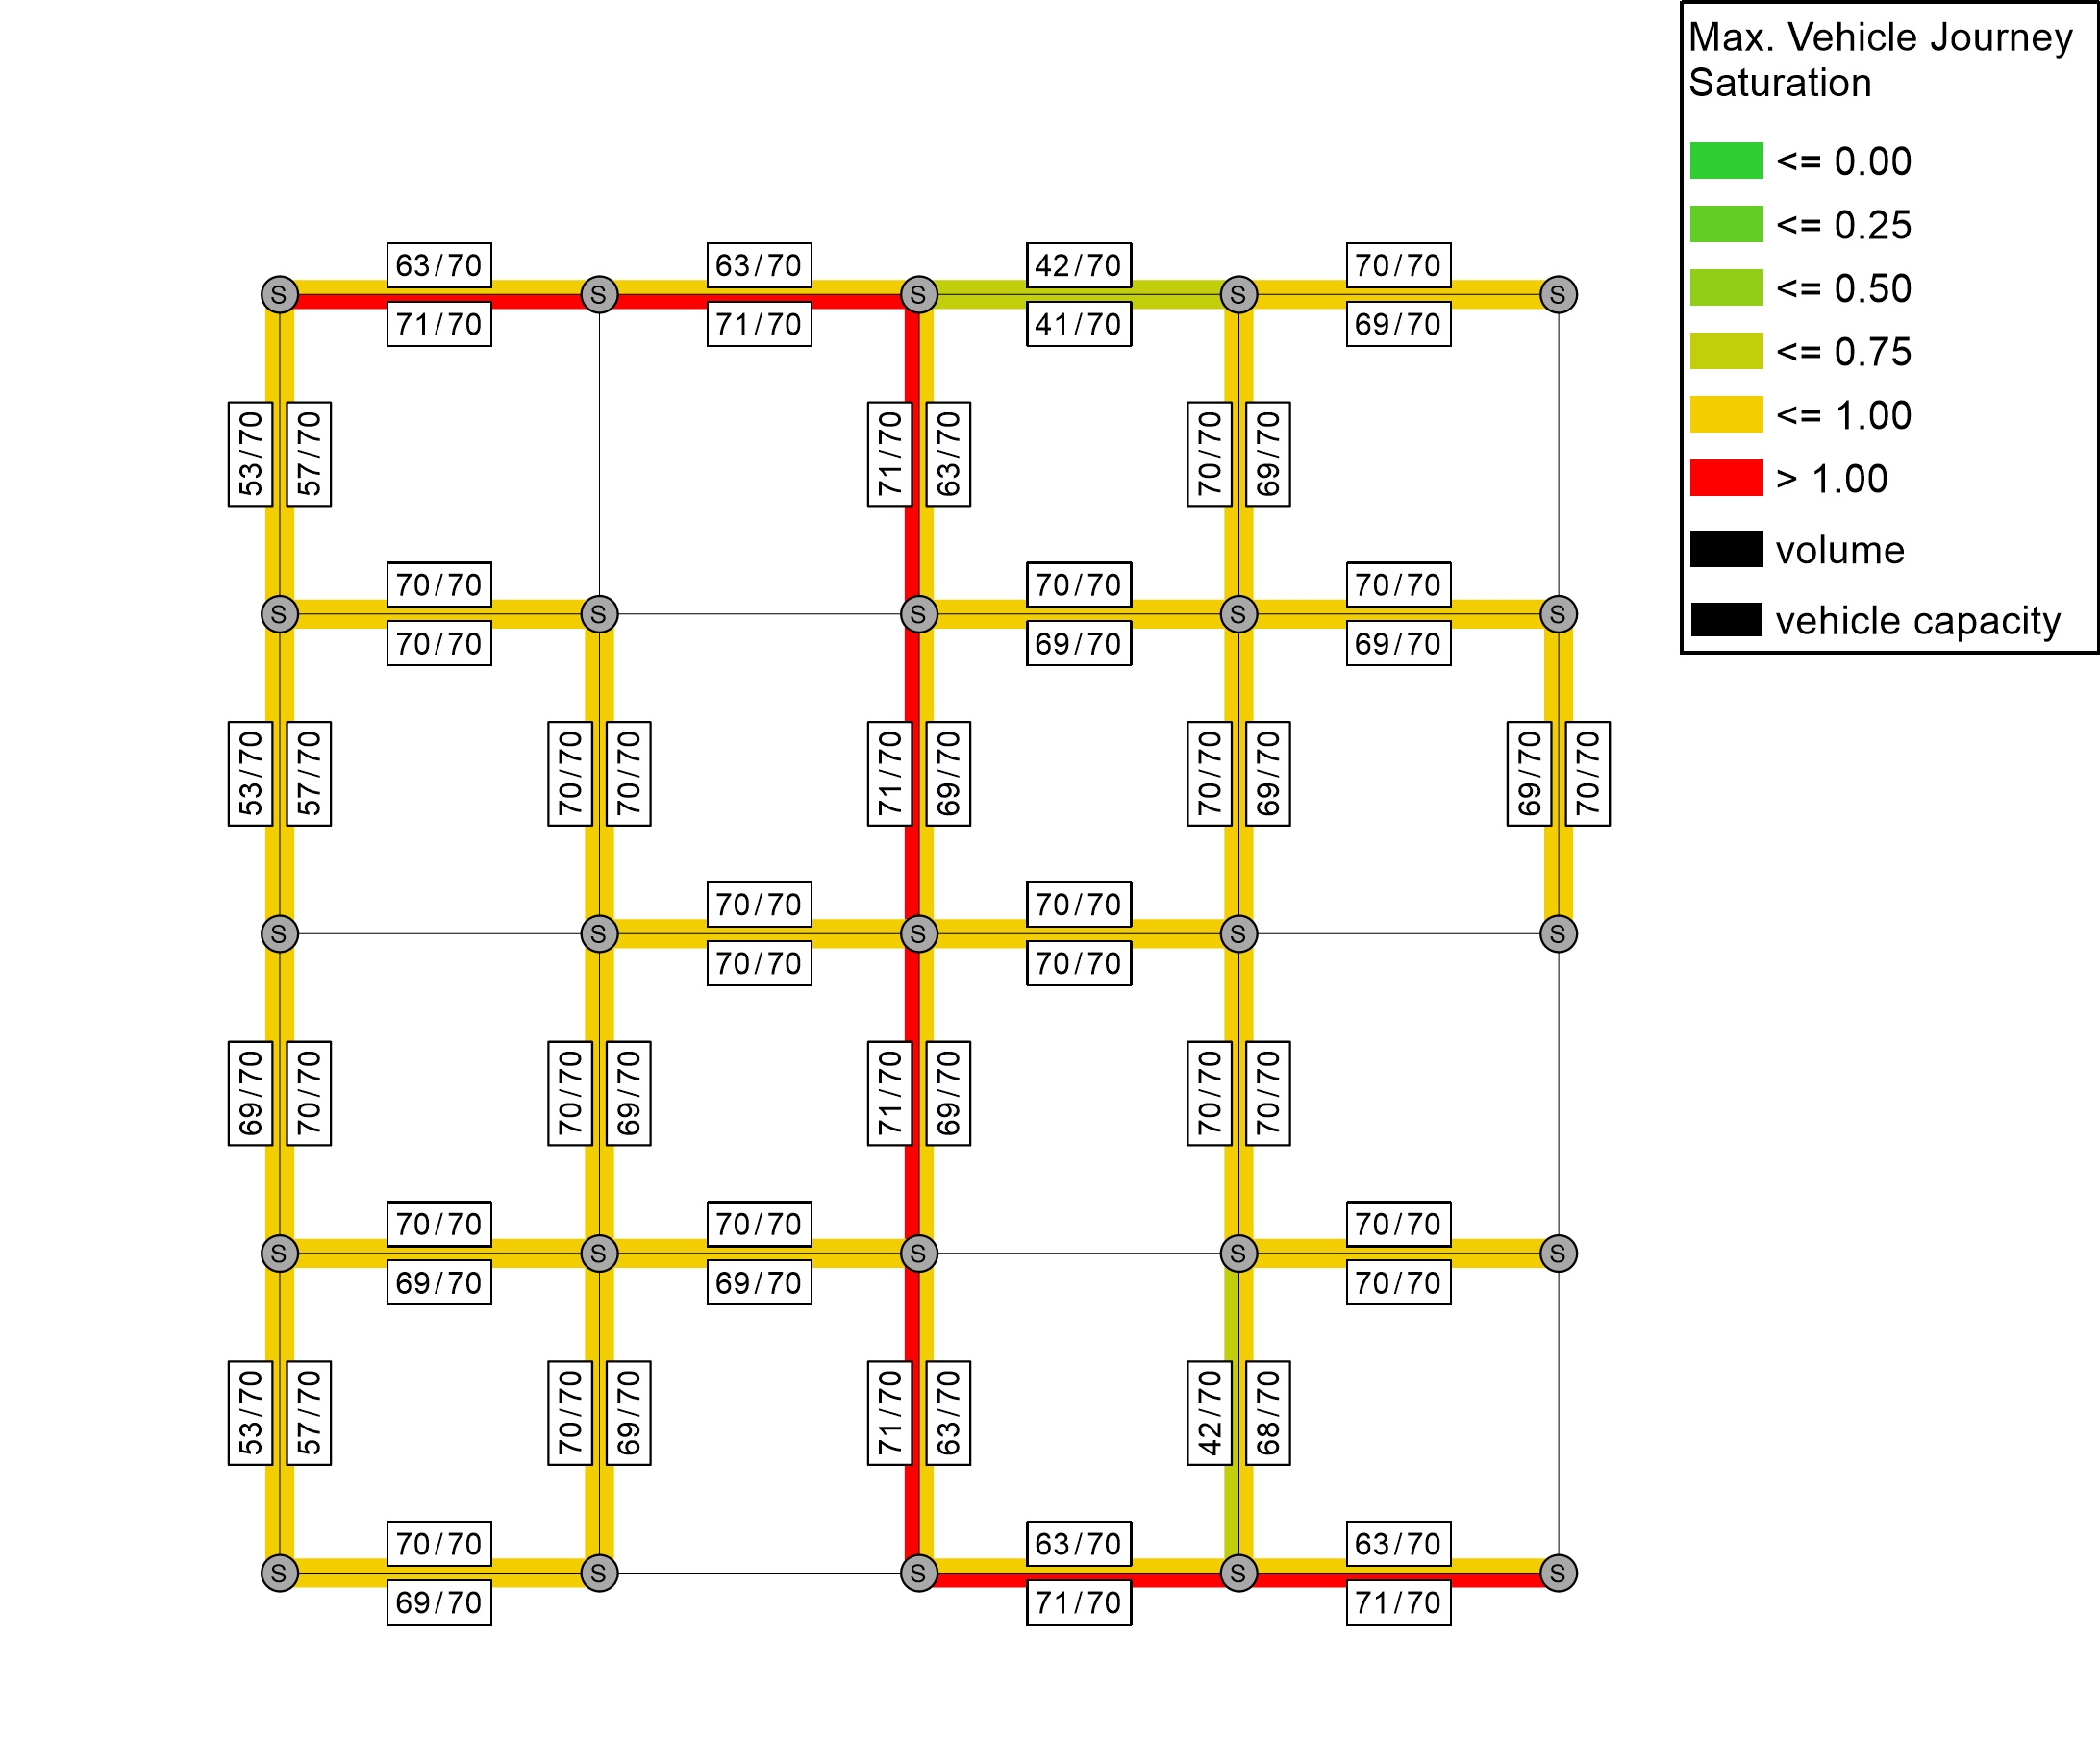 Max. Vehicle Journey
Saturation
<= 0.00
<= 0.25
<= 0.50
<= 0.75
<= 1.00
> 1.00
volume
vehicle capacity
63/70 63/70 42/70 70/70
S S S S S
71/70 71/70 41/70 69/70
53/70 57/70 71/70 63/70 70/70 69/70
70/70 70/70 70/70
S S S S S
70/70 69/70 69/70
53/70 57/70 70/70 70/70 71/70 69/70 70/70 69/70 69/70 70/70
70/70 70/70
S S S S S
70/70 70/70
69/70 70/70 70/70 69/70 71/70 69/70 70/70 70/70
70/70 70/70 70/70
S S S S S
69/70 69/70 70/70
53/70 57/70 70/70 69/70 71/70 63/70 42/70 68/70
70/70 63/70 63/70
S S S S S
69/70 71/70 71/70